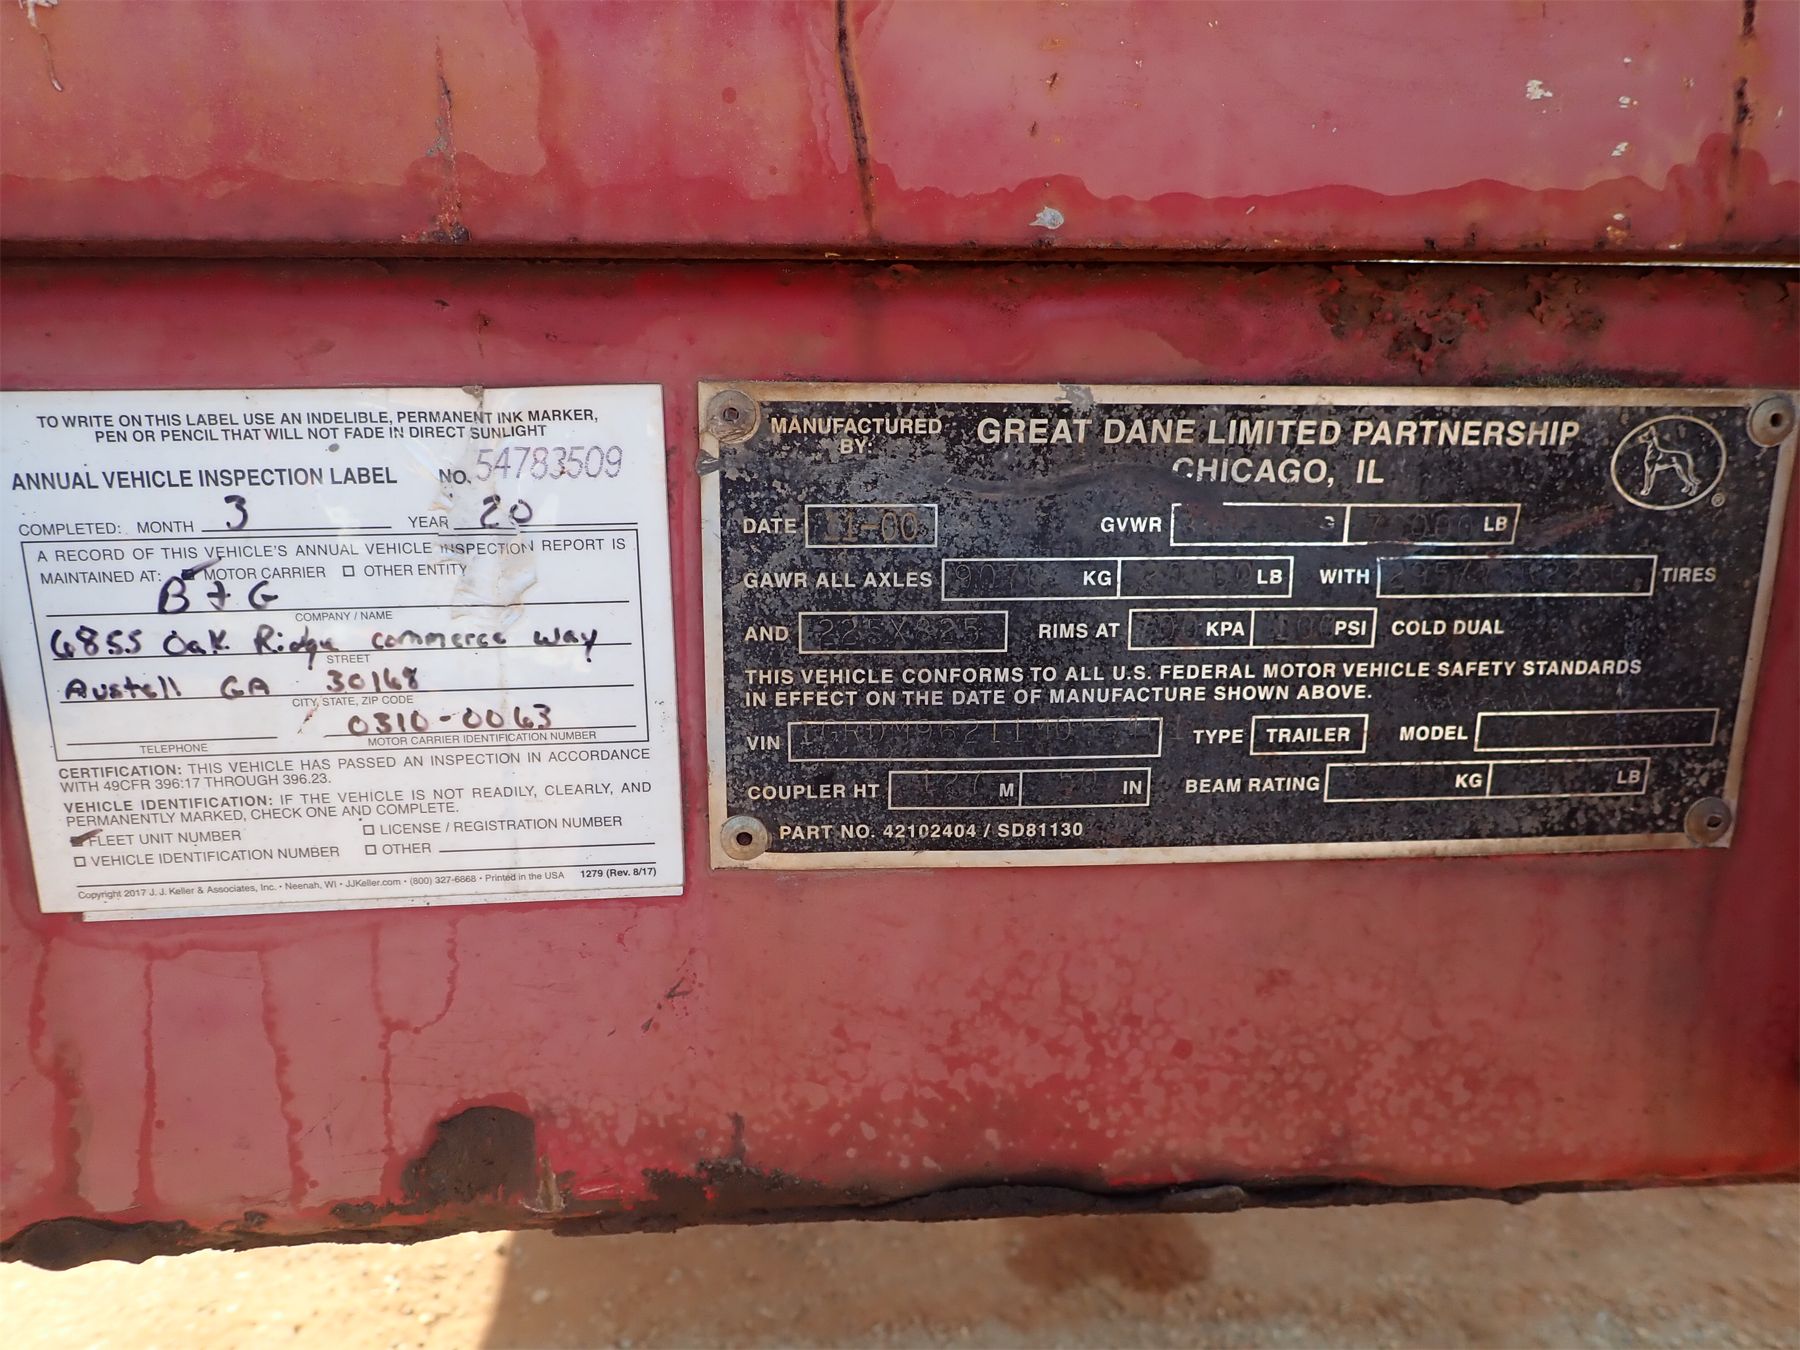 TO WRITE ON THIS LABEL USE AN INDELIBLE, PERMANENT INK MARKER,
PEN OR PENCIL THAT WILL NOT FADE IN DIRECT SUNLIGHT
ANNUAL VEHICLE INSPECTION LABEL NO. 54783509
COMPLETED: MONTH 3 YEAR 20
A RECORD OF THIS VEHICLE'S ANNUAL VEHICLE INSPECTION REPORT IS
MAINTAINED AT: MOTOR CARRIER OTHER ENTITY
B + G
COMPANY / NAME
6855 Oak Ridge commerce way
STREET
Austell GA 30168
CITY, STATE, ZIP CODE
0310-0063
TELEPHONE MOTOR CARRIER IDENTIFICATION NUMBER
CERTIFICATION: THIS VEHICLE HAS PASSED AN INSPECTION IN ACCORDANCE
WITH 49CFR 396.17 THROUGH 396.23.
VEHICLE IDENTIFICATION: IF THE VEHICLE IS NOT READILY, CLEARLY, AND
PERMANENTLY MARKED, CHECK ONE AND COMPLETE.
FLEET UNIT NUMBER LICENSE / REGISTRATION NUMBER
VEHICLE IDENTIFICATION NUMBER OTHER
Copyright 2017 J. J. Keller & Associates, Inc. • Neenah, WI • JJKeller.com • (800) 327-6868 • Printed in the USA 1279 (Rev. 8/17)
MANUFACTURED BY: GREAT DANE LIMITED PARTNERSHIP
CHICAGO, IL
DATE 11-00 GVWR LB
GAWR ALL AXLES KG LB WITH TIRES
AND 225X825 RIMS AT KPA PSI COLD DUAL
THIS VEHICLE CONFORMS TO ALL U.S. FEDERAL MOTOR VEHICLE SAFETY STANDARDS
IN EFFECT ON THE DATE OF MANUFACTURE SHOWN ABOVE.
VIN TYPE TRAILER MODEL
COUPLER HT M IN BEAM RATING KG LB
PART NO. 42102404 / SD81130